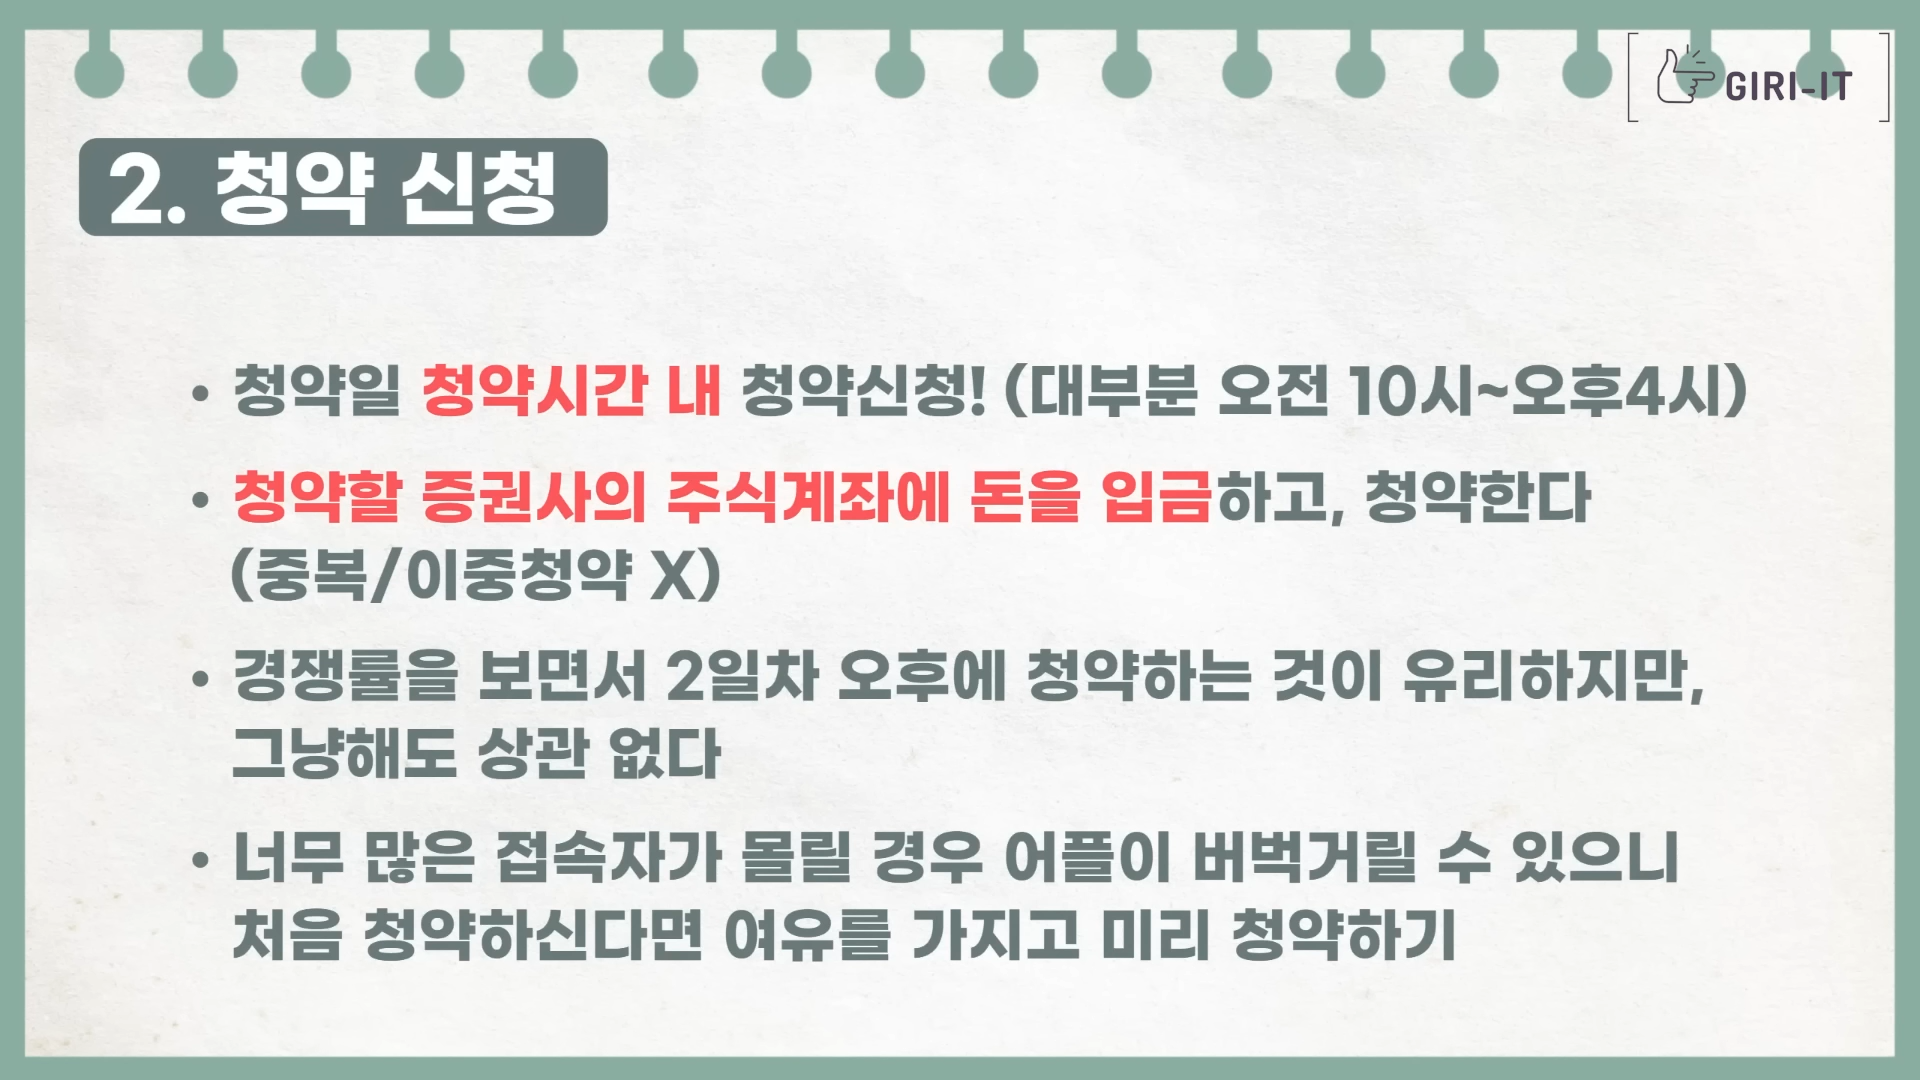 GIRI-IT
2. 청약 신청
• 청약일 청약시간 내 청약신청! (대부분 오전 10시~오후4시)
• 청약할 증권사의 주식계좌에 돈을 입금하고, 청약한다
(중복/이중청약 X)
• 경쟁률을 보면서 2일차 오후에 청약하는 것이 유리하지만,
그냥해도 상관 없다
• 너무 많은 접속자가 몰릴 경우 어플이 버벅거릴 수 있으니
처음 청약하신다면 여유를 가지고 미리 청약하기